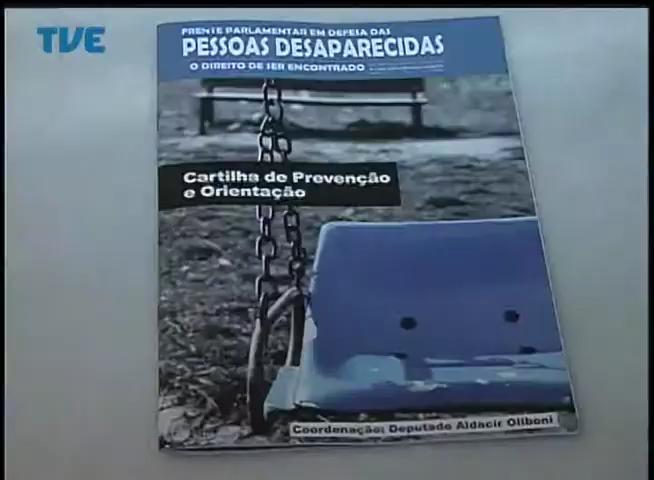 TVE
FRENTE PARLAMENTAR EM DEFESA DAS
PESSOAS DESAPARECIDAS
O DIREITO DE SER ENCONTRADO
Cartilha de Prevenção
e Orientação
Coordenação: Deputado Aldacir Oliboni